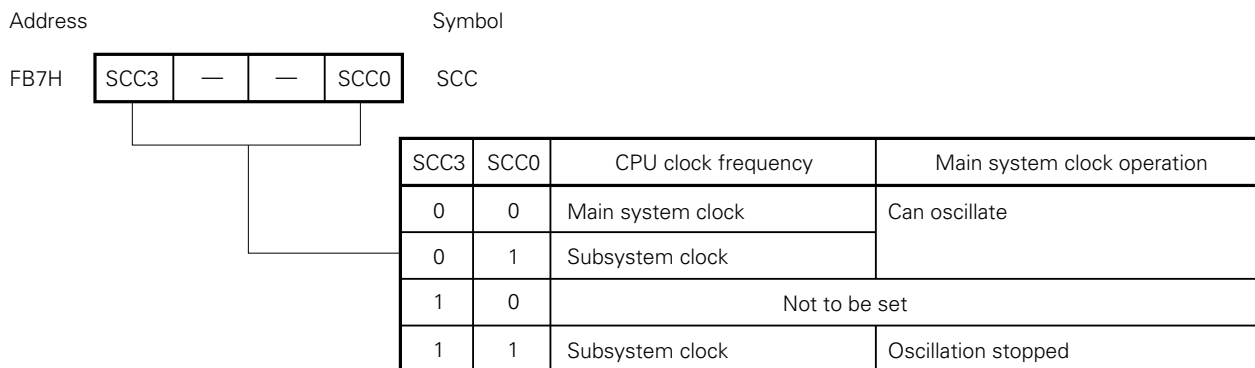 Address Symbol
FB7H SCC3 — — SCC0 SCC
SCC3 SCC0 CPU clock frequency Main system clock operation
0 0 Main system clock Can oscillate
0 1 Subsystem clock
1 0 Not to be set
1 1 Subsystem clock Oscillation stopped